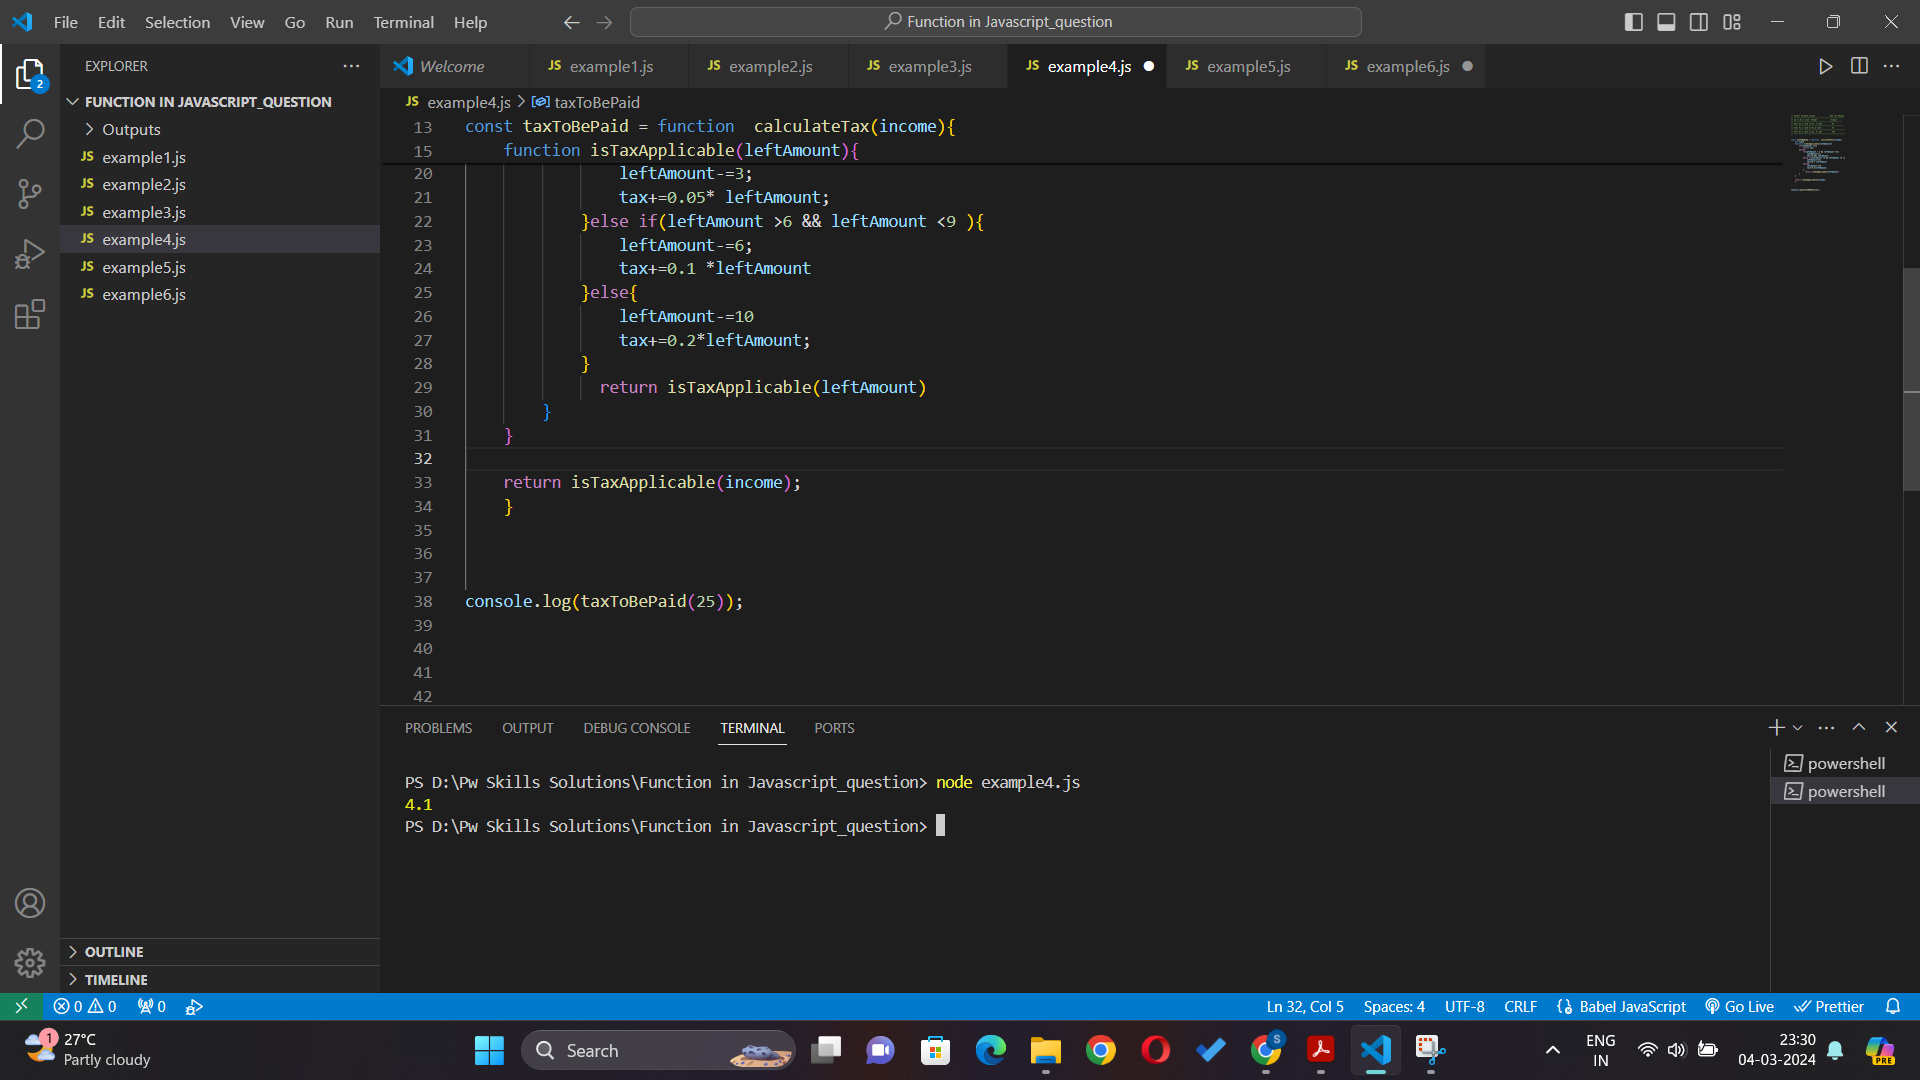 File Edit Selection View Go Run Terminal Help
Function in Javascript_question
EXPLORER
2
FUNCTION IN JAVASCRIPT_QUESTION
Outputs
JS example1.js
JS example2.js
JS example3.js
JS example4.js
JS example5.js
JS example6.js
OUTLINE
TIMELINE
Welcome JS example1.js JS example2.js JS example3.js JS example4.js JS example5.js JS example6.js
JS example4.js > taxToBePaid
13 const taxToBePaid = function  calculateTax(income){
15 function isTaxApplicable(leftAmount){
20 leftAmount-=3;
21 tax+=0.05* leftAmount;
22 }else if(leftAmount >6 && leftAmount <9 ){
23 leftAmount-=6;
24 tax+=0.1 *leftAmount
25 }else{
26 leftAmount-=10
27 tax+=0.2*leftAmount;
28 }
29 return isTaxApplicable(leftAmount)
30 }
31 }
32
33 return isTaxApplicable(income);
34 }
35
36
37
38 console.log(taxToBePaid(25));
39
40
41
42
PROBLEMS OUTPUT DEBUG CONSOLE TERMINAL PORTS
PS D:\Pw Skills Solutions\Function in Javascript_question> node example4.js
4.1
PS D:\Pw Skills Solutions\Function in Javascript_question>
powershell
powershell
0 0 0 Ln 32, Col 5 Spaces: 4 UTF-8 CRLF Babel JavaScript Go Live Prettier
1 27°C
Partly cloudy
Search
S
ENG
IN
23:30
04-03-2024
PRE